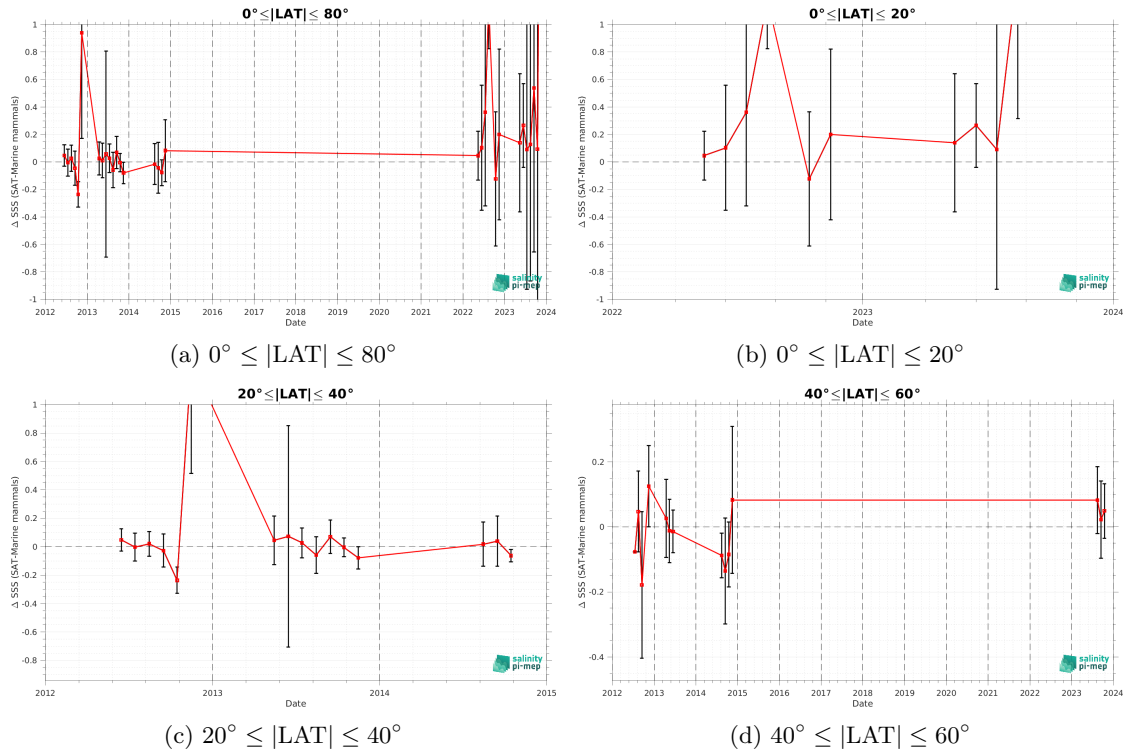 0°≤|LAT|≤ 80°
1
0.8
0.6
0.4
0.2
0
-0.2
-0.4
-0.6
-0.8
-1
Δ SSS (SAT-Marine mammals)
2012 2013 2014 2015 2016 2017 2018 2019 2020 2021 2022 2023 2024
Date
salinity
pi-mep
(a) 0° ≤ |LAT| ≤ 80°
0°≤|LAT|≤ 20°
1
0.8
0.6
0.4
0.2
0
-0.2
-0.4
-0.6
-0.8
-1
Δ SSS (SAT-Marine mammals)
2022 2023 2024
Date
salinity
pi-mep
(b) 0° ≤ |LAT| ≤ 20°
20°≤|LAT|≤ 40°
1
0.8
0.6
0.4
0.2
0
-0.2
-0.4
-0.6
-0.8
Δ SSS (SAT-Marine mammals)
2012 2013 2014 2015
Date
salinity
pi-mep
(c) 20° ≤ |LAT| ≤ 40°
40°≤|LAT|≤ 60°
0.2
0
-0.2
-0.4
Δ SSS (SAT-Marine mammals)
2012 2013 2014 2015 2016 2017 2018 2019 2020 2021 2022 2023 2024
Date
salinity
pi-mep
(d) 40° ≤ |LAT| ≤ 60°